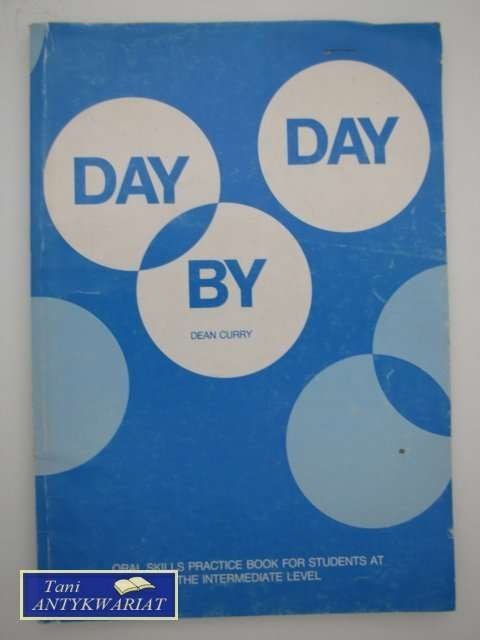 DAY DAY
BY
DEAN CURRY
ORAL SKILLS PRACTICE BOOK FOR STUDENTS AT
THE INTERMEDIATE LEVEL
Tani
ANTYKWARIAT